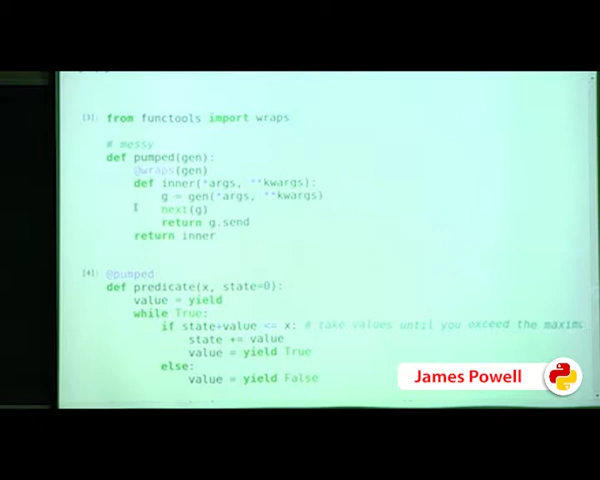 [3]: from functools import wraps
# messy
def pumped(gen):
@wraps(gen)
def inner(*args, **kwargs):
g = gen(*args, **kwargs)
next(g)
return g.send
return inner
[4]: @pumped
def predicate(x, state=0):
value = yield
while True:
if state+value <= x: # take values until you exceed the maximu
state += value
value = yield True
else:
value = yield False
James Powell